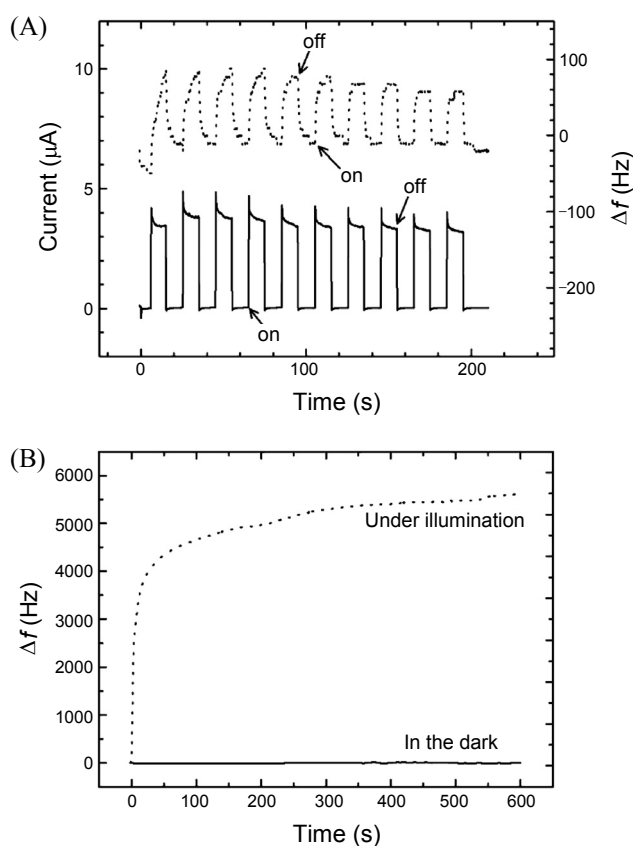 (A)
off
on
off
on
10
5
0
Current (μA)
100
0
−100
−200
Δf (Hz)
0
100
200
Time (s)
(B)
6000
5000
4000
3000
2000
1000
0
Δf (Hz)
Under illumination
In the dark
0
100
200
300
400
500
600
Time (s)